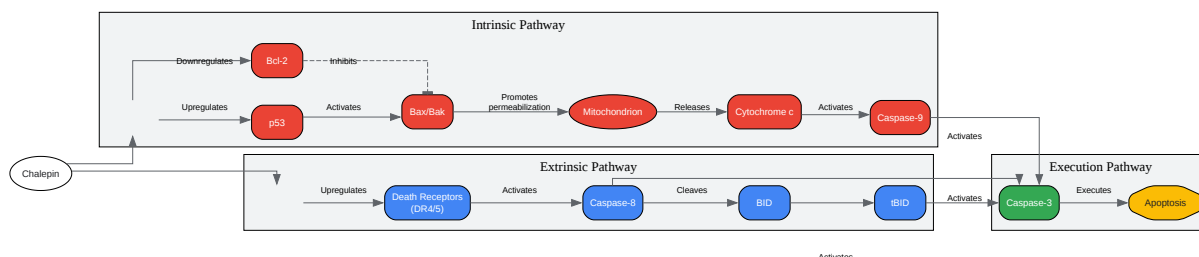 Intrinsic Pathway
Downregulates
Bcl-2
Inhibits
Upregulates
p53
Activates
Bax/Bak
Promotes
permeabilization
Mitochondrion
Releases
Cytochrome c
Activates
Caspase-9
Activates
Chalepin
Extrinsic Pathway
Upregulates
Death Receptors
(DR4/5)
Activates
Caspase-8
Cleaves
BID
tBID
Activates
Execution Pathway
Caspase-3
Executes
Apoptosis
Activates